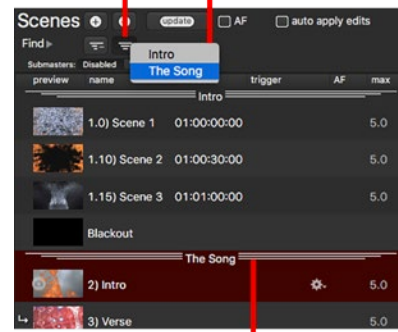 Scenes update AF auto apply edits
Find
Intro
The Song
Submasters: Disabled
preview name trigger AF max
Intro
1.0) Scene 1 01:00:00:00 5.0
1.10) Scene 2 01:00:30:00 5.0
1.15) Scene 3 01:01:00:00 5.0
Blackout
The Song
2) Intro 5.0
3) Verse 5.0